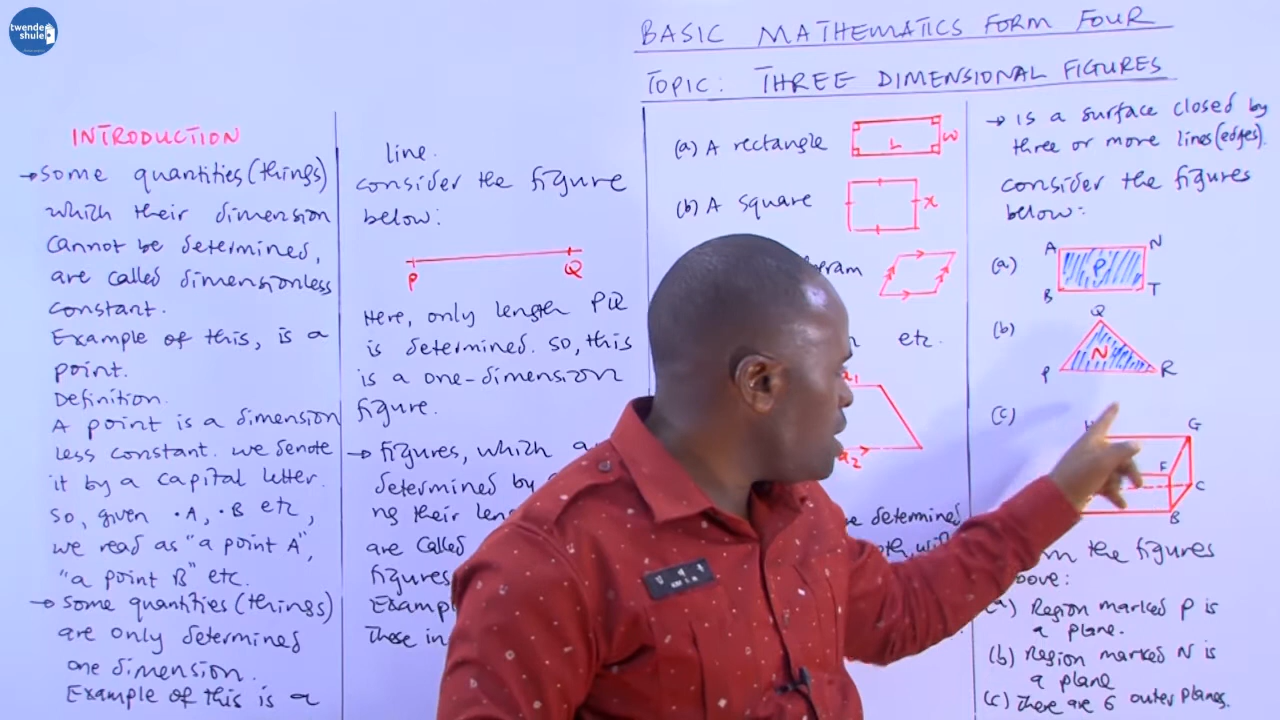 twende
shule
BASIC MATHEMATICS FORM FOUR
TOPIC: THREE DIMENSIONAL FIGURES
INTRODUCTION
→ Some quantities (things)
which their dimension
cannot be determined,
are called dimensionless
constant.
Example of this, is a
point.
Definition.
A point is a dimension
less constant. we denote
it by a capital letter.
so, given .A, .B etc,
we read as "a point A",
"a point B" etc.
→ Some quantities (things)
are only determined
one dimension.
Example of this is a
line.
consider the figure
below:
P
Q
Here, only length PQ
is determined. so, this
is a one-dimension
figure.
→ Figures, which
determined by
ng their
are called
figures
These in
(a) A rectangle
L
W
(b) A square
x
etc.
a1
a2
determined
→ is a surface closed by
three or more lines (edges).
consider the figures
below:
(a)
A
N
P
B
T
(b)
Q
N
P
R
(c)
H
G
F
C
B
the figures
(a) Region marked P is
a plane.
(b) Region marked N is
a plane
(c) There are 6 outer planes.